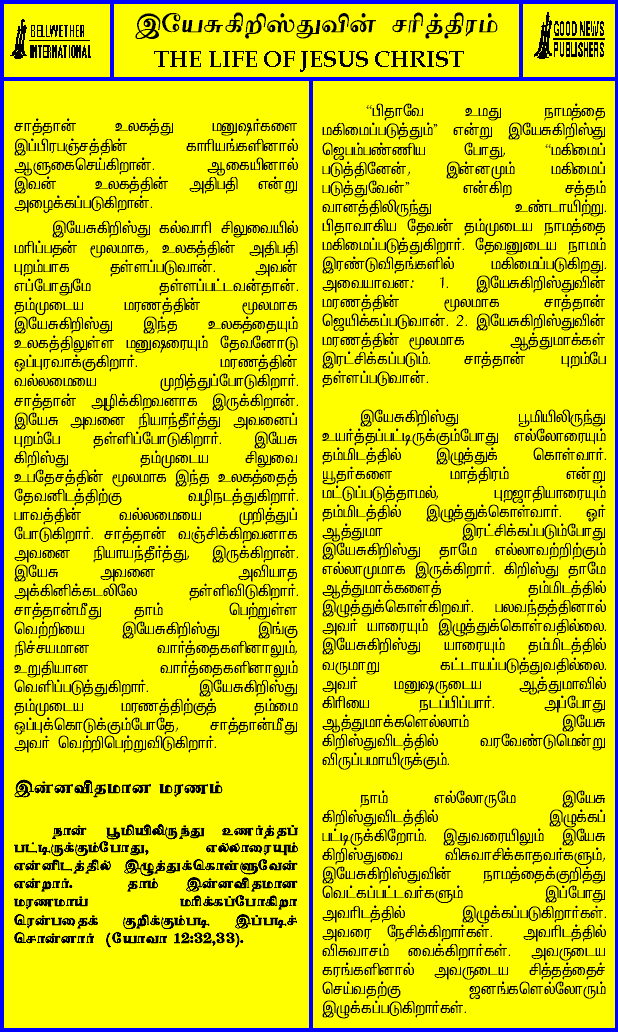 BELLWETHER
INTERNATIONAL
இயேசுகிறிஸ்துவின் சரித்திரம்
THE LIFE OF JESUS CHRIST
GOOD NEWS
PUBLISHERS
சாத்தான் உலகத்து மனுஷர்களை
இப்பிரபஞ்சத்தின் காரியங்களினால்
ஆளுகைசெய்கிறான். ஆகையினால்
இவன் உலகத்தின் அதிபதி என்று
அழைக்கப்படுகிறான்.
இயேசுகிறிஸ்து கல்வாரி சிலுவையில்
மரிப்பதன் மூலமாக, உலகத்தின் அதிபதி
புறம்பாக தள்ளப்படுவான். அவன்
எப்போதுமே தள்ளப்பட்டவன்தான்.
தம்முடைய மரணத்தின் மூலமாக
இயேசுகிறிஸ்து இந்த உலகத்தையும்
உலகத்திலுள்ள மனுஷரையும் தேவனோடு
ஒப்புரவாக்குகிறார். மரணத்தின்
வல்லமையை முறித்துப்போடுகிறார்.
சாத்தான் அழிக்கிறவனாக இருக்கிறான்.
இயேசு அவனை நியாந்தீர்த்து அவனைப்
புறம்பே தள்ளிப்போடுகிறார். இயேசு
கிறிஸ்து தம்முடைய சிலுவை
உபதேசத்தின் மூலமாக இந்த உலகத்தைத்
தேவனிடத்திற்கு வழிநடத்துகிறார்.
பாவத்தின் வல்லமையை முறித்துப்
போடுகிறார். சாத்தான் வஞ்சிக்கிறவனாக
அவனை நியாயந்தீர்த்து, இருக்கிறான்.
இயேசு அவனை அவியாத
அக்கினிக்கடலிலே தள்ளிவிடுகிறார்.
சாத்தான்மீது தாம் பெற்றுள்ள
வெற்றியை இயேசுகிறிஸ்து இங்கு
நிச்சயமான வார்த்தைகளினாலும்,
உறுதியான வார்த்தைகளினாலும்
வெளிப்படுத்துகிறார். இயேசுகிறிஸ்து
தம்முடைய மரணத்திற்குத் தம்மை
ஒப்புக்கொடுக்கும்போதே, சாத்தான்மீது
அவர் வெற்றிபெற்றுவிடுகிறார்.
இன்னவிதமான மரணம்
நான் பூமியிலிருந்து உணர்த்தப்
பட்டிருக்கும்போது, எல்லாரையும்
என்னிடத்தில் இழுத்துக்கொள்ளுவேன்
என்றார். தாம் இன்னவிதமான
மரணமாய் மரிக்கப்போகிறா
ரென்பதைக் குறிக்கும்படி இப்படிச்
சொன்னார் (யோவா 12:32,33).
“பிதாவே உமது நாமத்தை
மகிமைப்படுத்தும்” என்று இயேசுகிறிஸ்து
ஜெபம்பண்ணிய போது, “மகிமைப்
படுத்தினேன், இன்னமும் மகிமைப்
படுத்துவேன்” என்கிற சத்தம்
வானத்திலிருந்து உண்டாயிற்று.
பிதாவாகிய தேவன் தம்முடைய நாமத்தை
மகிமைப்படுத்துகிறார். தேவனுடைய நாமம்
இரண்டுவிதங்களில் மகிமைப்படுகிறது.
அவையாவன: 1. இயேசுகிறிஸ்துவின்
மரணத்தின் மூலமாக சாத்தான்
ஜெயிக்கப்படுவான். 2. இயேசுகிறிஸ்துவின்
மரணத்தின் மூலமாக ஆத்துமாக்கள்
இரட்சிக்கப்படும். சாத்தான் புறம்பே
தள்ளப்படுவான்.
இயேசுகிறிஸ்து பூமியிலிருந்து
உயர்த்தப்பட்டிருக்கும்போது எல்லோரையும்
தம்மிடத்தில் இழுத்துக் கொள்வார்.
யூதர்களை மாத்திரம் என்று
மட்டுப்படுத்தாமல், புறஜாதியாரையும்
தம்மிடத்தில் இழுத்துக்கொள்வார். ஓர்
ஆத்துமா இரட்சிக்கப்படும்போது
இயேசுகிறிஸ்து தாமே எல்லாவற்றிற்கும்
எல்லாமுமாக இருக்கிறார். கிறிஸ்து தாமே
ஆத்துமாக்களைத் தம்மிடத்தில்
இழுத்துக்கொள்கிறவர். பலவந்தத்தினால்
அவர் யாரையும் இழுத்துக்கொள்வதில்லை.
இயேசுகிறிஸ்து யாரையும் தம்மிடத்தில்
வருமாறு கட்டாயப்படுத்துவதில்லை.
அவர் மனுஷருடைய ஆத்துமாவில்
கிரியை நடப்பிப்பார். அப்போது
ஆத்துமாக்களெல்லாம் இயேசு
கிறிஸ்துவிடத்தில் வரவேண்டுமென்று
விருப்பமாயிருக்கும்.
நாம் எல்லோருமே இயேசு
கிறிஸ்துவிடத்தில் இழுக்கப்
பட்டிருக்கிறோம். இதுவரையிலும் இயேசு
கிறிஸ்துவை விசுவாசிக்காதவர்களும்,
இயேசுகிறிஸ்துவின் நாமத்தைக்குறித்து
வெட்கப்பட்டவர்களும் இப்போது
அவரிடத்தில் இழுக்கப்படுகிறார்கள்.
அவரை நேசிக்கிறார்கள். அவரிடத்தில்
விசுவாசம் வைக்கிறார்கள். அவருடைய
கரங்களினால் அவருடைய சித்தத்தைச்
செய்வதற்கு ஜனங்களெல்லோரும்
இழுக்கப்படுகிறார்கள்.